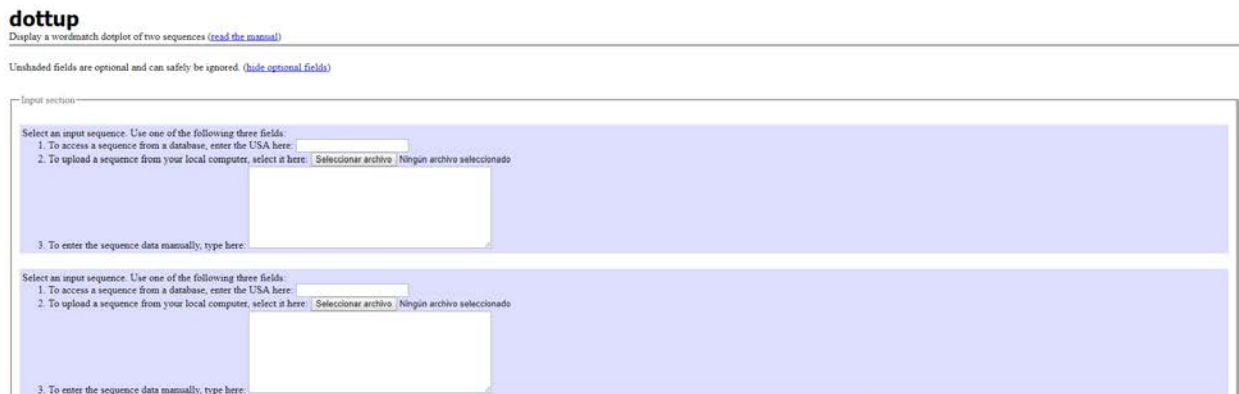 dottup
Display a wordmatch dotplot of two sequences (read the manual)
Unshaded fields are optional and can safely be ignored. (hide optional fields)
Input section
Select an input sequence. Use one of the following three fields:
1. To access a sequence from a database, enter the USA here:
2. To upload a sequence from your local computer, select it here: Seleccionar archivo Ningún archivo seleccionado
3. To enter the sequence data manually, type here:
Select an input sequence. Use one of the following three fields:
1. To access a sequence from a database, enter the USA here:
2. To upload a sequence from your local computer, select it here: Seleccionar archivo Ningún archivo seleccionado
3. To enter the sequence data manually, type here: